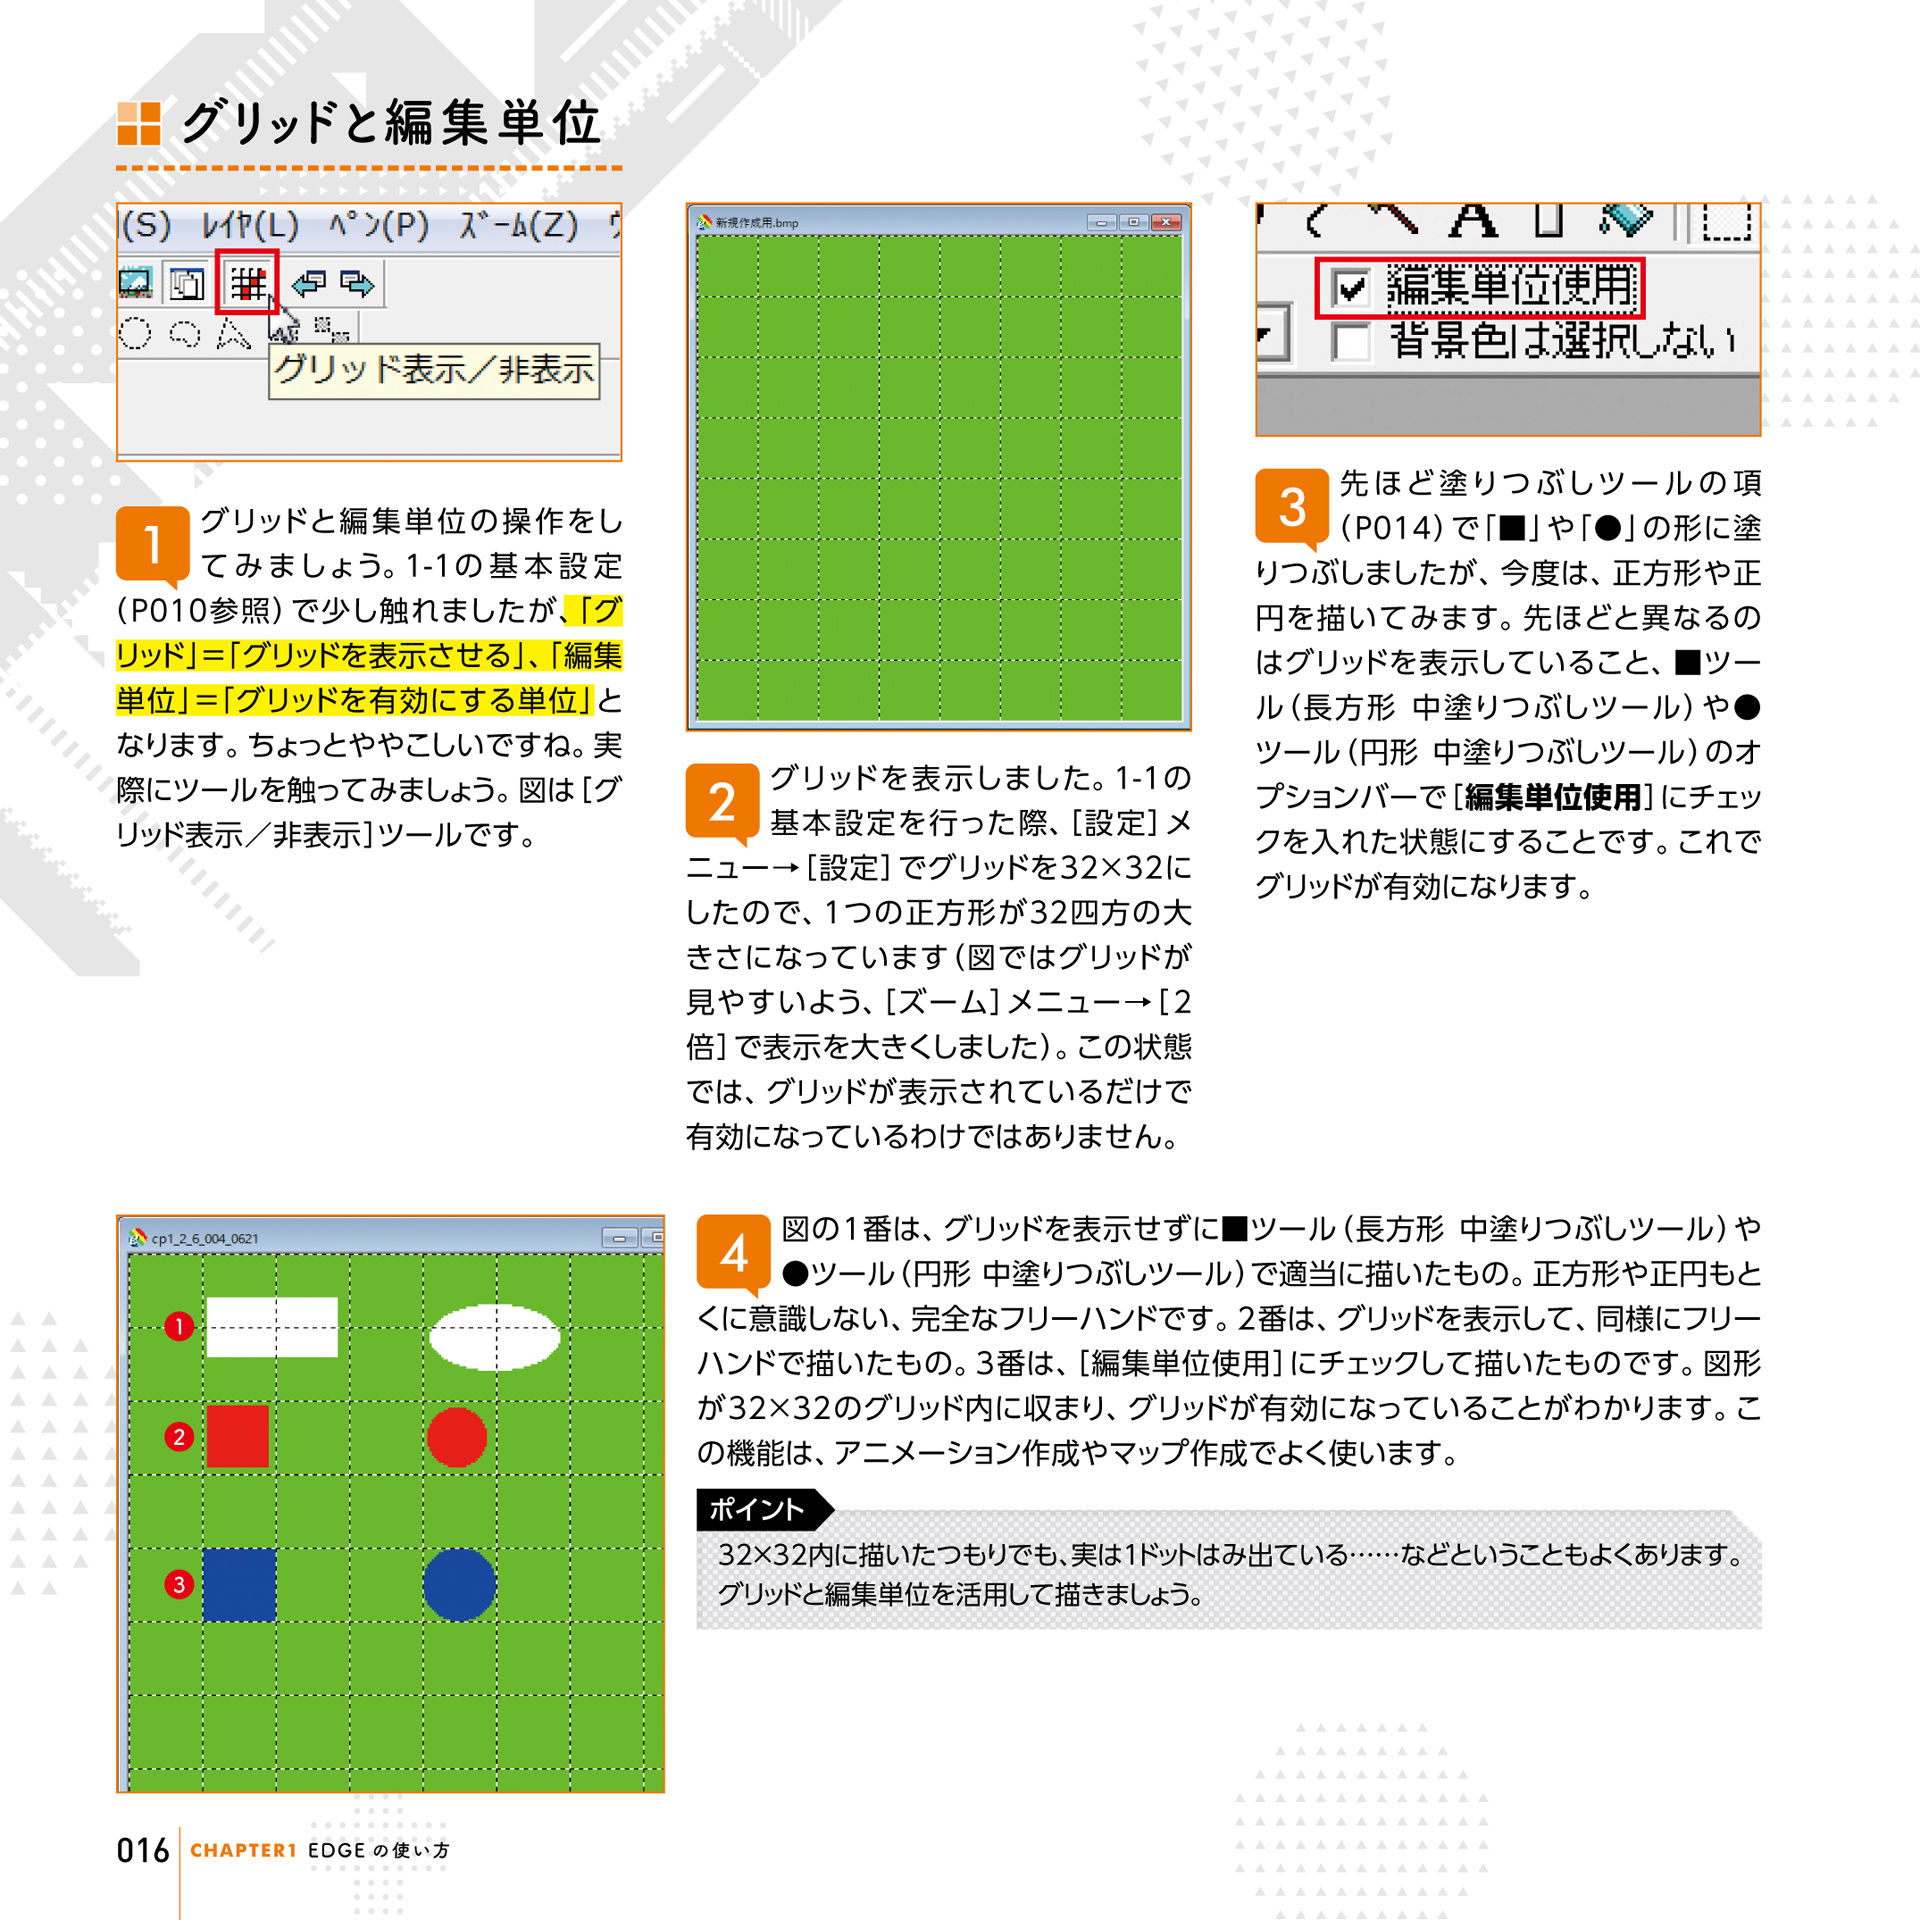 グリッドと編集単位
(S) レイヤ(L) ペン(P) ズーム(Z)
グリッド表示／非表示
1
グリッドと編集単位の操作をし
てみましょう。1-1の基本設定
（P010参照）で少し触れましたが、「グ
リッド」＝「グリッドを表示させる」、「編集
単位」＝「グリッドを有効にする単位」と
なります。ちょっとややこしいですね。実
際にツールを触ってみましょう。図は［グ
リッド表示／非表示］ツールです。
新規作成用.bmp
2
グリッドを表示しました。1-1の
基本設定を行った際、［設定］メ
ニュー→［設定］でグリッドを32×32に
したので、1つの正方形が32四方の大
きさになっています（図ではグリッドが
見やすいよう、［ズーム］メニュー→［2
倍］で表示を大きくしました）。この状態
では、グリッドが表示されているだけで
有効になっているわけではありません。
A
編集単位使用
背景色は選択しない
3
先ほど塗りつぶしツールの項
（P014）で「■」や「●」の形に塗
りつぶしましたが、今度は、正方形や正
円を描いてみます。先ほどと異なるの
はグリッドを表示していること、■ツー
ル（長方形 中塗りつぶしツール）や●
ツール（円形 中塗りつぶしツール）のオ
プションバーで［編集単位使用］にチェッ
クを入れた状態にすることです。これで
グリッドが有効になります。
cp1_2_6_004_0621
1
2
3
4
図の1番は、グリッドを表示せずに■ツール（長方形 中塗りつぶしツール）や
●ツール（円形 中塗りつぶしツール）で適当に描いたもの。正方形や正円もと
くに意識しない、完全なフリーハンドです。2番は、グリッドを表示して、同様にフリー
ハンドで描いたもの。3番は、［編集単位使用］にチェックして描いたものです。図形
が32×32のグリッド内に収まり、グリッドが有効になっていることがわかります。こ
の機能は、アニメーション作成やマップ作成でよく使います。
ポイント
32×32内に描いたつもりでも、実は1ドットはみ出ている……などということもよくあります。
グリッドと編集単位を活用して描きましょう。
016 CHAPTER1 EDGEの使い方